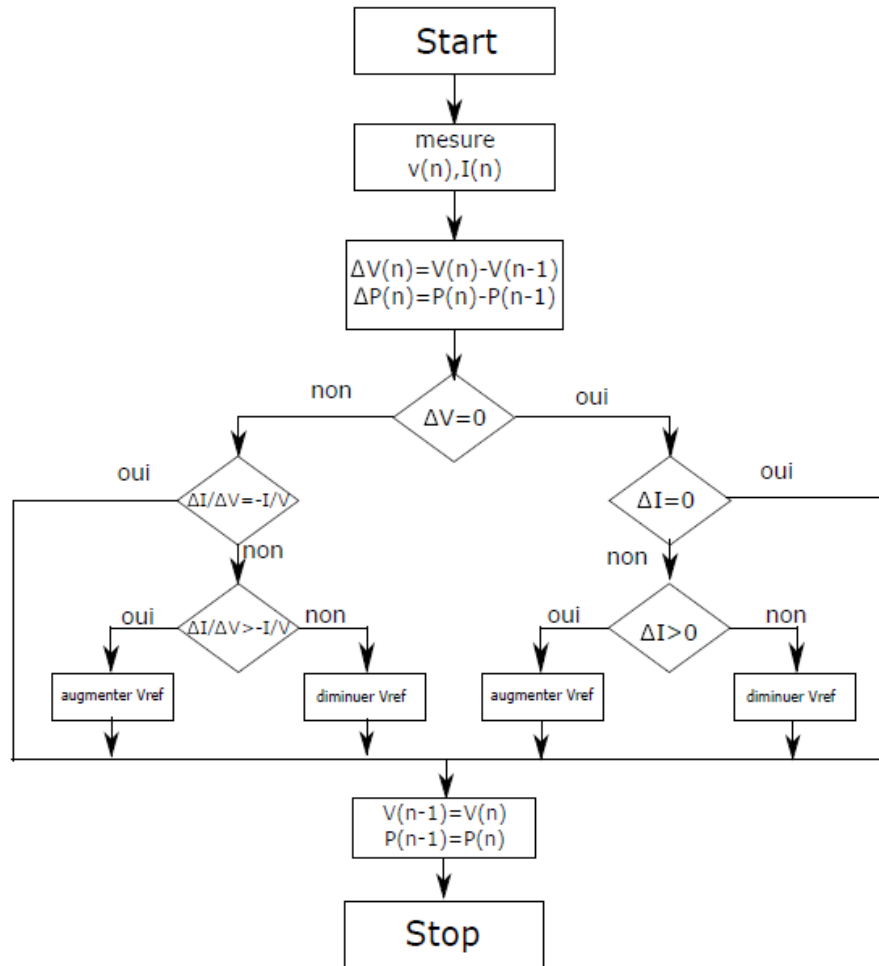 Start
mesure
v(n),I(n)
ΔV(n)=V(n)-V(n-1)
ΔP(n)=P(n)-P(n-1)
non
oui
ΔV=0
oui
oui
ΔI/ΔV=-I/V
ΔI=0
non
non
oui
non
oui
non
ΔI/ΔV>-I/V
ΔI>0
augmenter Vref
diminuer Vref
augmenter Vref
diminuer Vref
V(n-1)=V(n)
P(n-1)=P(n)
Stop